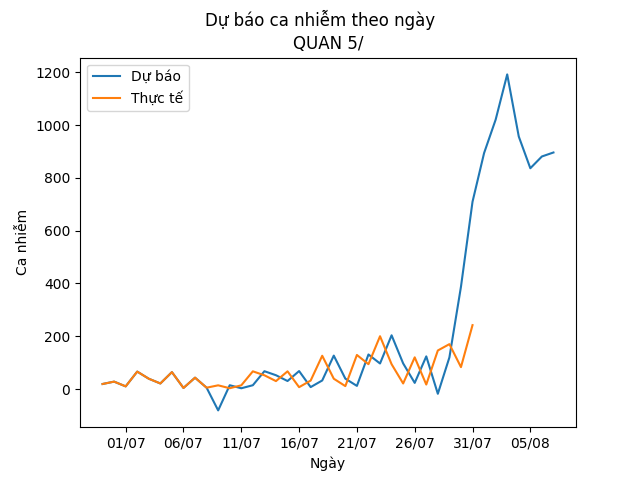 Dự báo ca nhiễm theo ngày
QUAN 5/
Dự báo
Thực tế
1200
1000
800
600
400
200
0
Ca nhiễm
01/07 06/07 11/07 16/07 21/07 26/07 31/07 05/08
Ngày